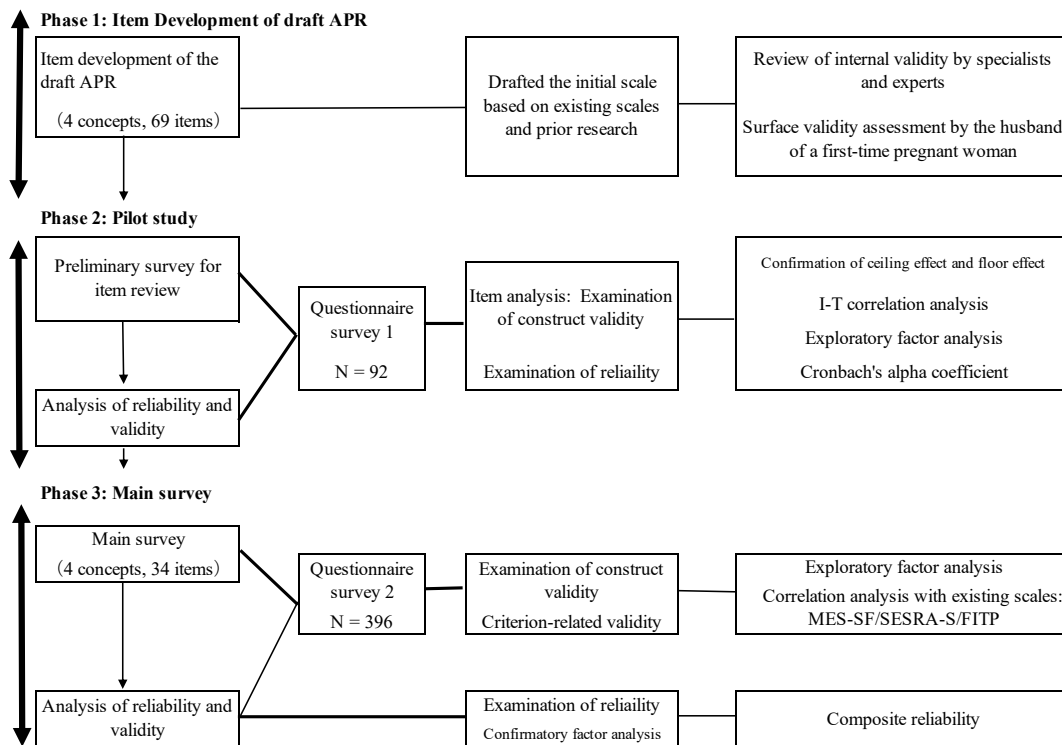 Phase 1: Item Development of draft APR
Item development of the
draft APR
（4 concepts, 69 items）
Drafted the initial scale
based on existing scales
and prior research
Review of internal validity by specialists
and experts
Surface validity assessment by the husband
of a first-time pregnant woman
Phase 2: Pilot study
Preliminary survey for
item review
Questionnaire
survey 1
N = 92
Item analysis: Examination
of construct validity
Examination of reliaility
Confirmation of ceiling effect and floor effect
I-T correlation analysis
Exploratory factor analysis
Cronbach's alpha coefficient
Analysis of reliability and
validity
Phase 3: Main survey
Main survey
（4 concepts, 34 items）
Questionnaire
survey 2
N = 396
Examination of construct
validity
Criterion-related validity
Exploratory factor analysis
Correlation analysis with existing scales:
MES-SF/SESRA-S/FITP
Analysis of reliability and
validity
Examination of reliaility
Confirmatory factor analysis
Composite reliability